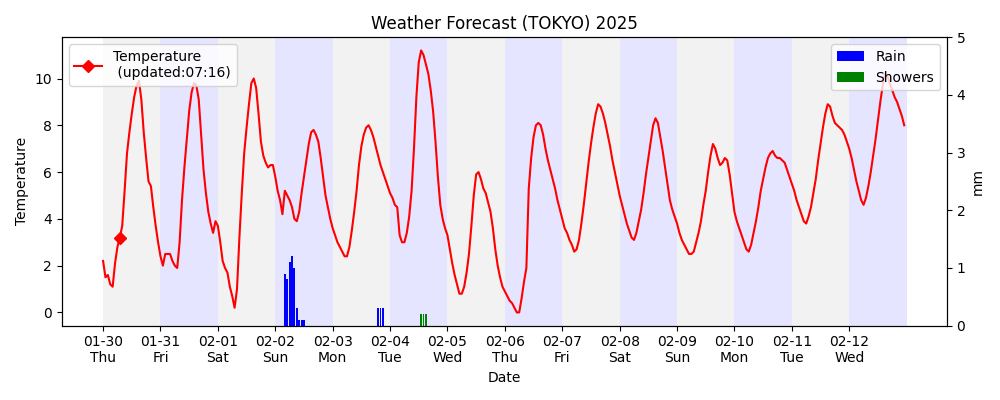 Weather Forecast (TOKYO) 2025
Temperature
(updated:07:16)
Rain
Showers
Temperature
10
8
6
4
2
0
5
4
3
2
1
0
mm
01-30 01-31 02-01 02-02 02-03 02-04 02-05 02-06 02-07 02-08 02-09 02-10 02-11 02-12
Thu Fri Sat Sun Mon Tue Wed Thu Fri Sat Sun Mon Tue Wed
Date